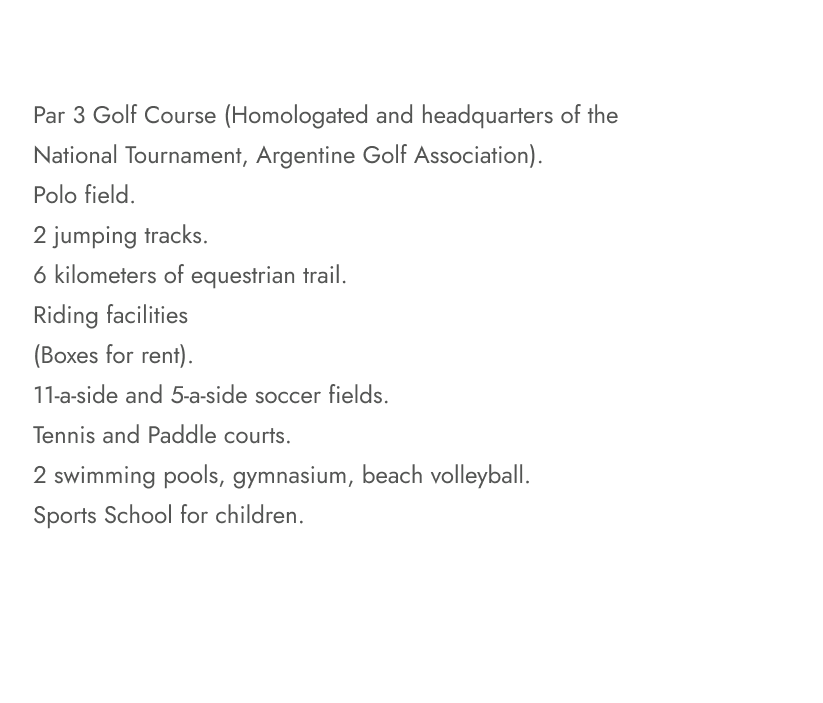 Par 3 Golf Course (Homologated and headquarters of the
National Tournament, Argentine Golf Association).
Polo field.
2 jumping tracks.
6 kilometers of equestrian trail.
Riding facilities
(Boxes for rent).
11-a-side and 5-a-side soccer fields.
Tennis and Paddle courts.
2 swimming pools, gymnasium, beach volleyball.
Sports School for children.